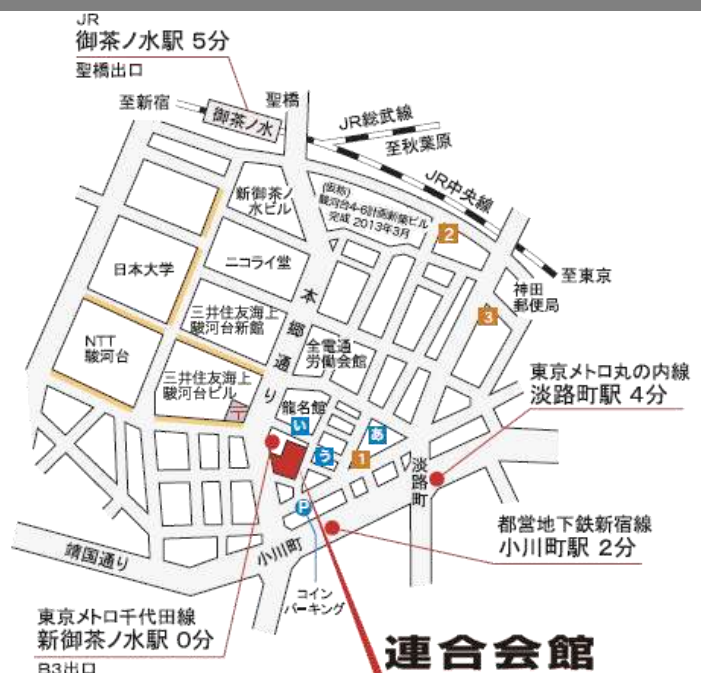 JR
御茶ノ水駅 5分
聖橋出口
至新宿
御茶ノ水
聖橋
JR総武線
至秋葉原
JR中央線
至東京
新御茶ノ
水ビル
(仮称)
駿河台4-6計画新築ビル
完成 2013年3月
2
日本大学
ニコライ堂
神田
郵便局
3
三井住友海上
駿河台新館
本郷通り
全電通
労働会館
NTT
駿河台
三井住友海上
駿河台ビル
〒
龍名館
い
あ
う
1
東京メトロ丸の内線
淡路町駅 4分
淡路町
P
都営地下鉄新宿線
小川町駅 2分
小川町
靖国通り
コイン
パーキング
東京メトロ千代田線
新御茶ノ水駅 0分
B3出口
連合会館